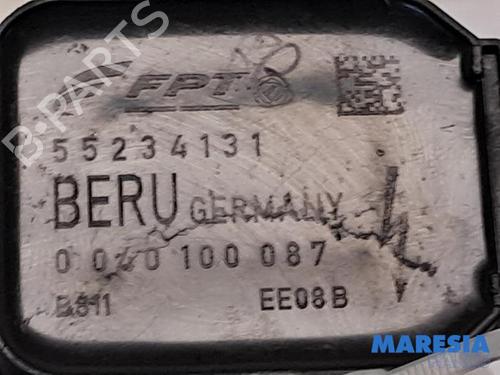 B-PARTS
FPT
55234131
BERU GERMANY
0 040 100 087
B811 EE08B
MARESIA